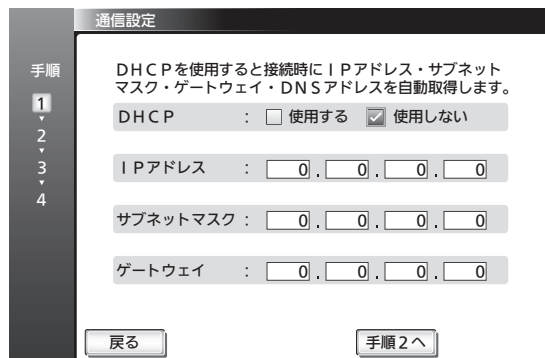 通信設定
手順
1
2
3
4
DHCPを使用すると接続時にIPアドレス・サブネット
マスク・ゲートウェイ・DNSアドレスを自動取得します。
DHCP : 使用する 使用しない
IPアドレス : 0 . 0 . 0 . 0
サブネットマスク : 0 . 0 . 0 . 0
ゲートウェイ : 0 . 0 . 0 . 0
戻る 手順2へ